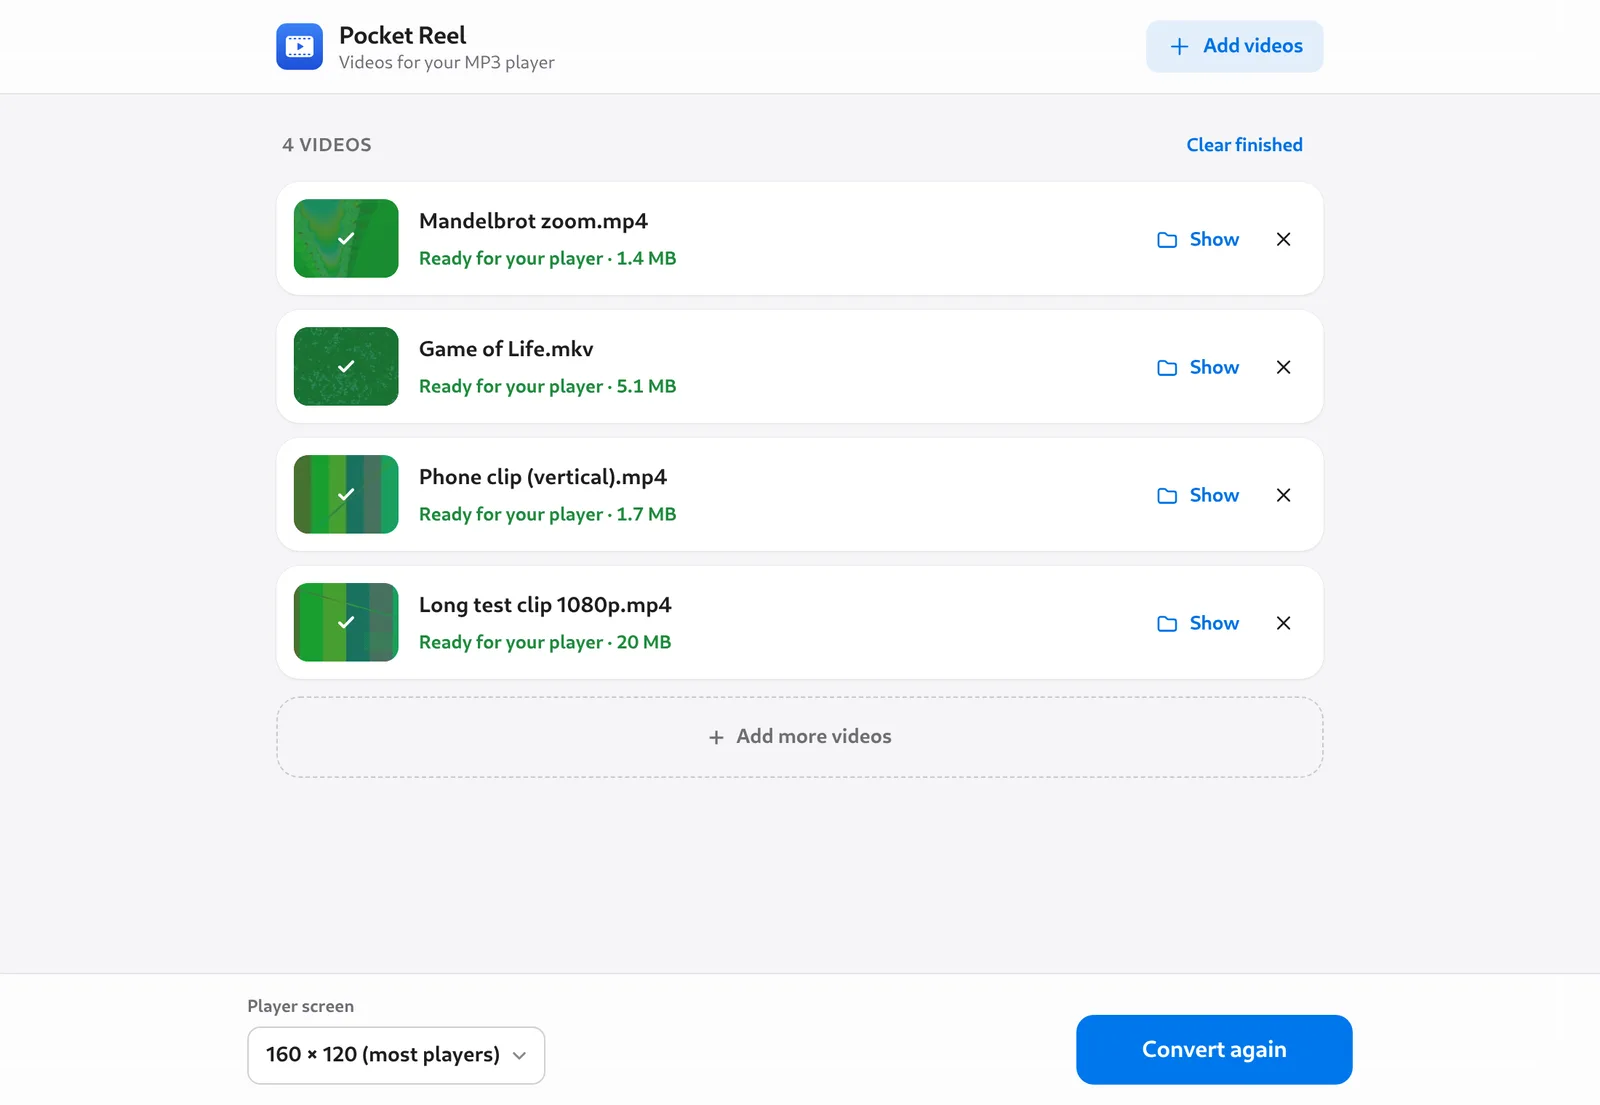 Pocket Reel
Videos for your MP3 player
Add videos
4 VIDEOS
Clear finished
Mandelbrot zoom.mp4
Ready for your player · 1.4 MB
Show
Game of Life.mkv
Ready for your player · 5.1 MB
Show
Phone clip (vertical).mp4
Ready for your player · 1.7 MB
Show
Long test clip 1080p.mp4
Ready for your player · 20 MB
Show
Add more videos
Player screen
160 × 120 (most players)
Convert again